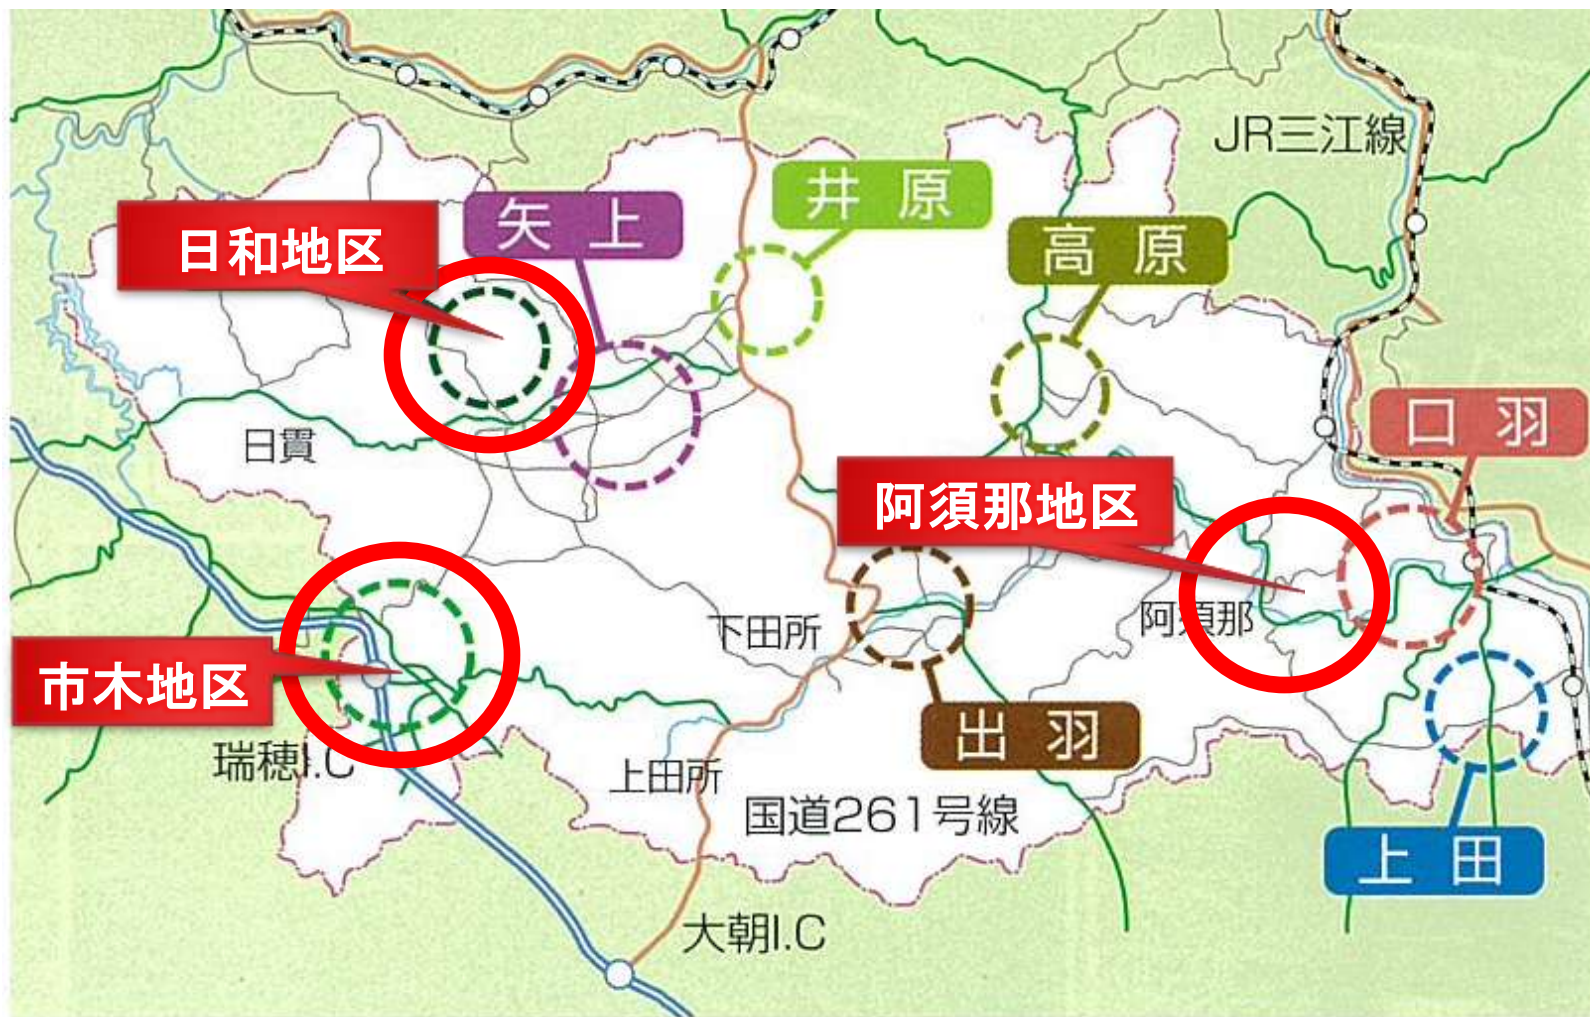 JR三江線
井原
矢上
日和地区
高原
口羽
日貫
阿須那地区
下田所
阿須那
市木地区
出羽
瑞穂I.C
上田所
国道261号線
上田
大朝I.C